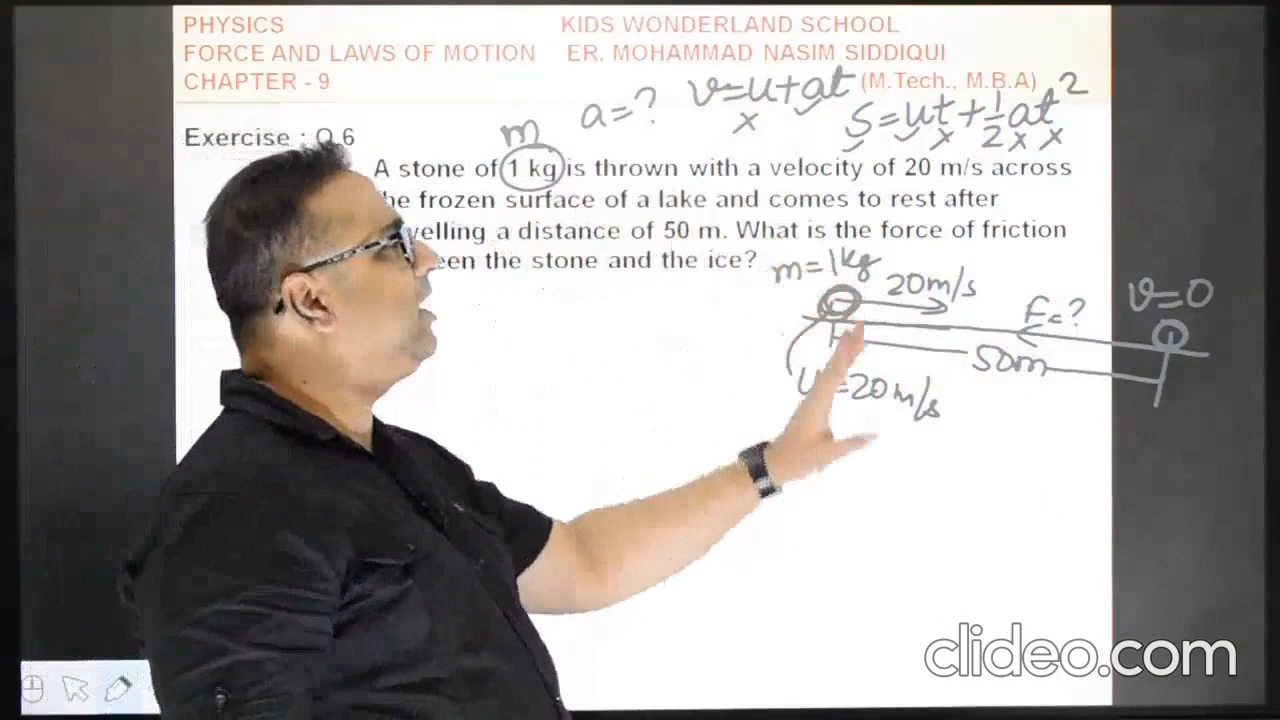 PHYSICS KIDS WONDERLAND SCHOOL
FORCE AND LAWS OF MOTION ER. MOHAMMAD NASIM SIDDIQUI
CHAPTER - 9 (M.Tech., M.B.A)
a=? v=u+at
x
S=ut+½at²
x x x
Exercise : Q.6
m
A stone of 1 kg is thrown with a velocity of 20 m/s across
he frozen surface of a lake and comes to rest after
velling a distance of 50 m. What is the force of friction
een the stone and the ice?
m=1kg
20m/s
v=0
F=?
50m
u=20m/s
clideo.com